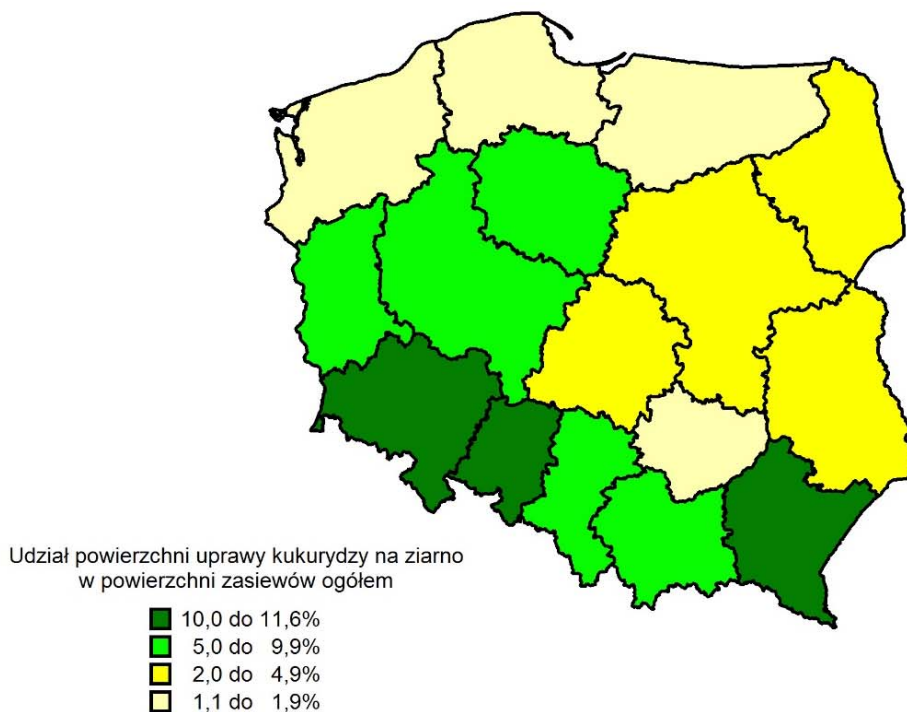 Udział powierzchni uprawy kukurydzy na ziarno
w powierzchni zasiewów ogółem
10,0 do 11,6%
5,0 do 9,9%
2,0 do 4,9%
1,1 do 1,9%